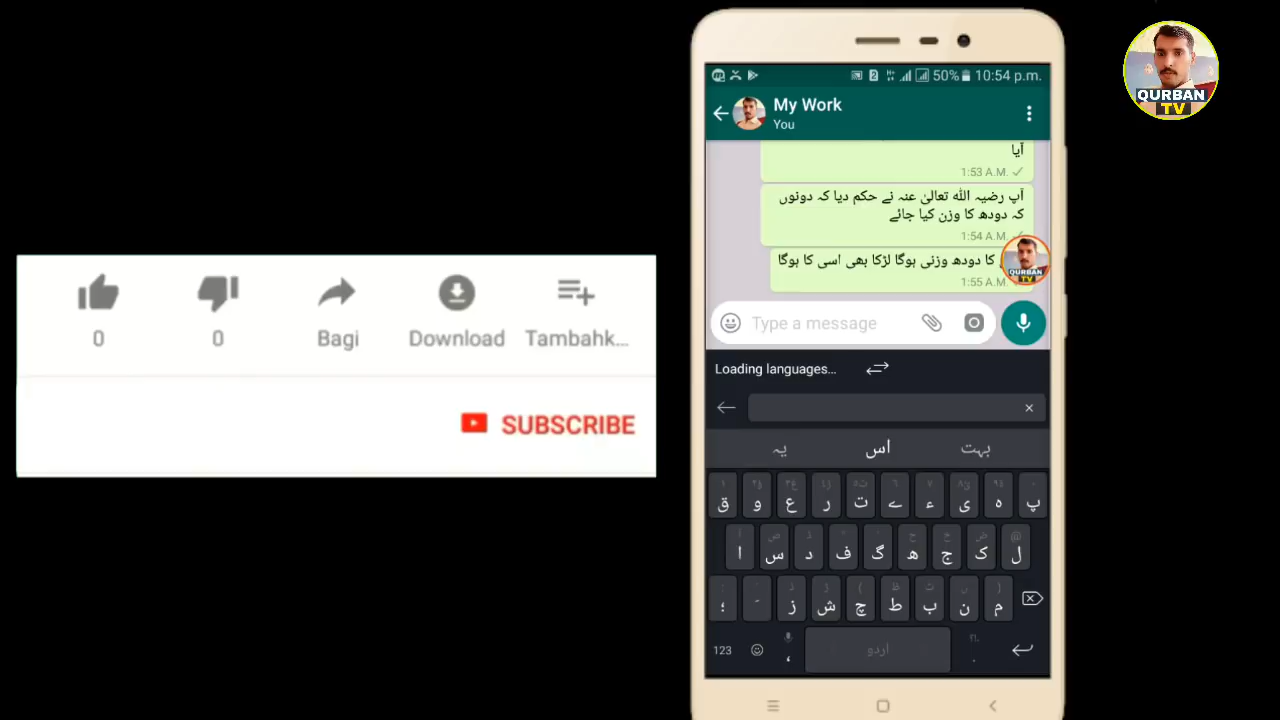 0
0
Bagi
Download
Tambahk...
SUBSCRIBE
QURBAN
TV
50%
10:54 p.m.
My Work
You
آیا
1:53 A.M.
آپ رضیہ اللّٰہ تعالیٰ عنہ نے حکم دیا کہ دونوں
کہ دودھ کا وزن کیا جائے
1:54 A.M.
کا دودھ وزنی ہوگا لڑکا بھی اسی کا ہوگا
QURBAN
TV
1:55 A.M.
Type a message
Loading languages...
یہ اس بہت
ق و ع ر ت ے ء ی ہ پ
ا س د ف گ ھ ج ک ل
؛ ز ش چ ط ب ن م
123
،
اردو